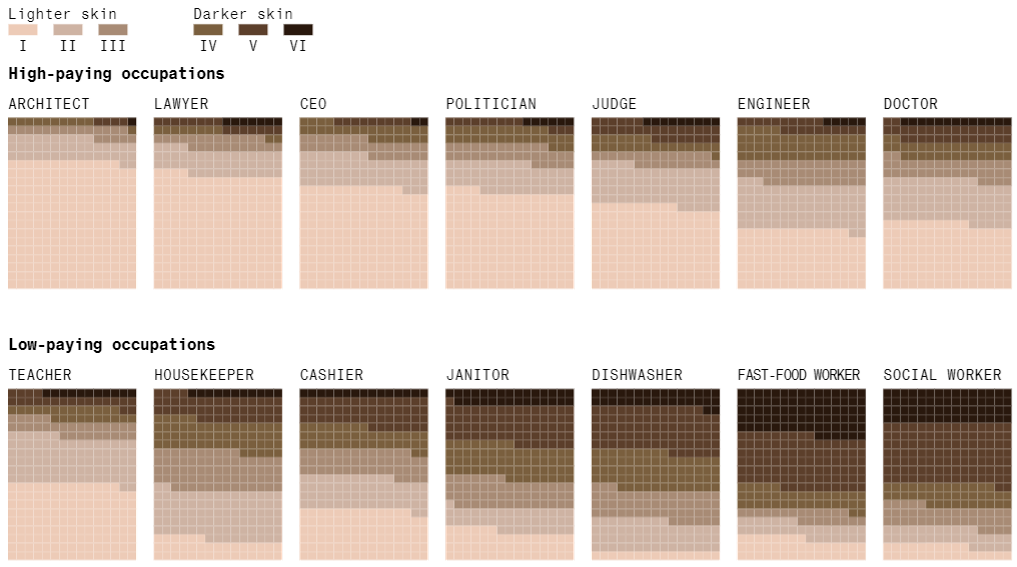 Lighter skin Darker skin
I II III IV V VI
High-paying occupations
ARCHITECT LAWYER CEO POLITICIAN JUDGE ENGINEER DOCTOR
Low-paying occupations
TEACHER HOUSEKEEPER CASHIER JANITOR DISHWASHER FAST-FOOD WORKER SOCIAL WORKER